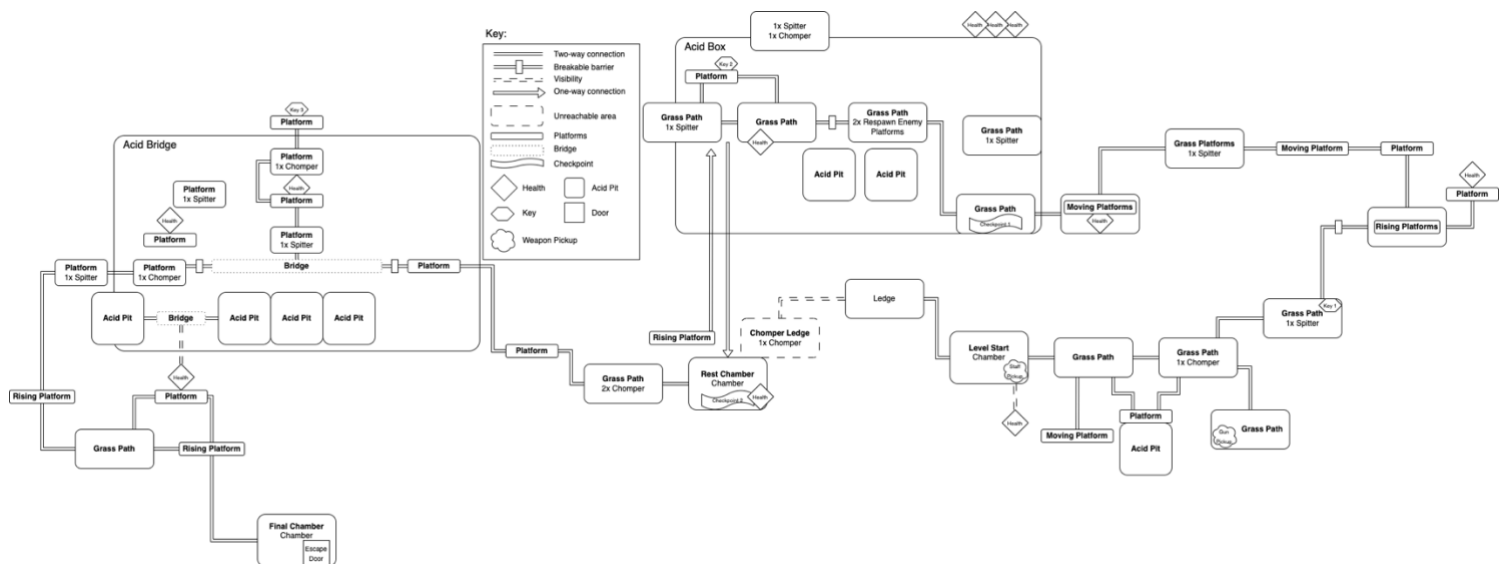 Key:
Two-way connection
Breakable barrier
Visibility
One-way connection
Unreachable area
Platforms
Bridge
Checkpoint
Health
Acid Pit
Key
Door
Weapon Pickup
Acid Bridge
Key 3
Platform
Platform
1x Chomper
Health
Platform
Platform
1x Spitter
Health
Platform
Platform
1x Spitter
Platform
1x Spitter
Platform
1x Chomper
Bridge
Platform
Acid Pit
Bridge
Acid Pit
Acid Pit
Acid Pit
Health
Rising Platform
Platform
Grass Path
Rising Platform
Final Chamber
Chamber
Escape
Door
Platform
Grass Path
2x Chomper
Rest Chamber
Chamber
Checkpoint 2
Health
Rising Platform
Chomper Ledge
1x Chomper
Ledge
Acid Box
1x Spitter
1x Chomper
Health
Health
Health
Key 2
Platform
Grass Path
1x Spitter
Grass Path
Health
Grass Path
2x Respawn Enemy
Platforms
Acid Pit
Acid Pit
Grass Path
1x Spitter
Grass Path
Checkpoint 1
Moving Platforms
Health
Grass Platforms
1x Spitter
Moving Platform
Platform
Health
Platform
Rising Platforms
Key 1
Grass Path
1x Spitter
Level Start
Chamber
Staff
Pickup
Health
Grass Path
Grass Path
1x Chomper
Moving Platform
Platform
Acid Pit
Gun
Pickup
Grass Path